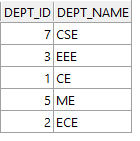 DEPT_ID DEPT_NAME
7 CSE
3 EEE
1 CE
5 ME
2 ECE